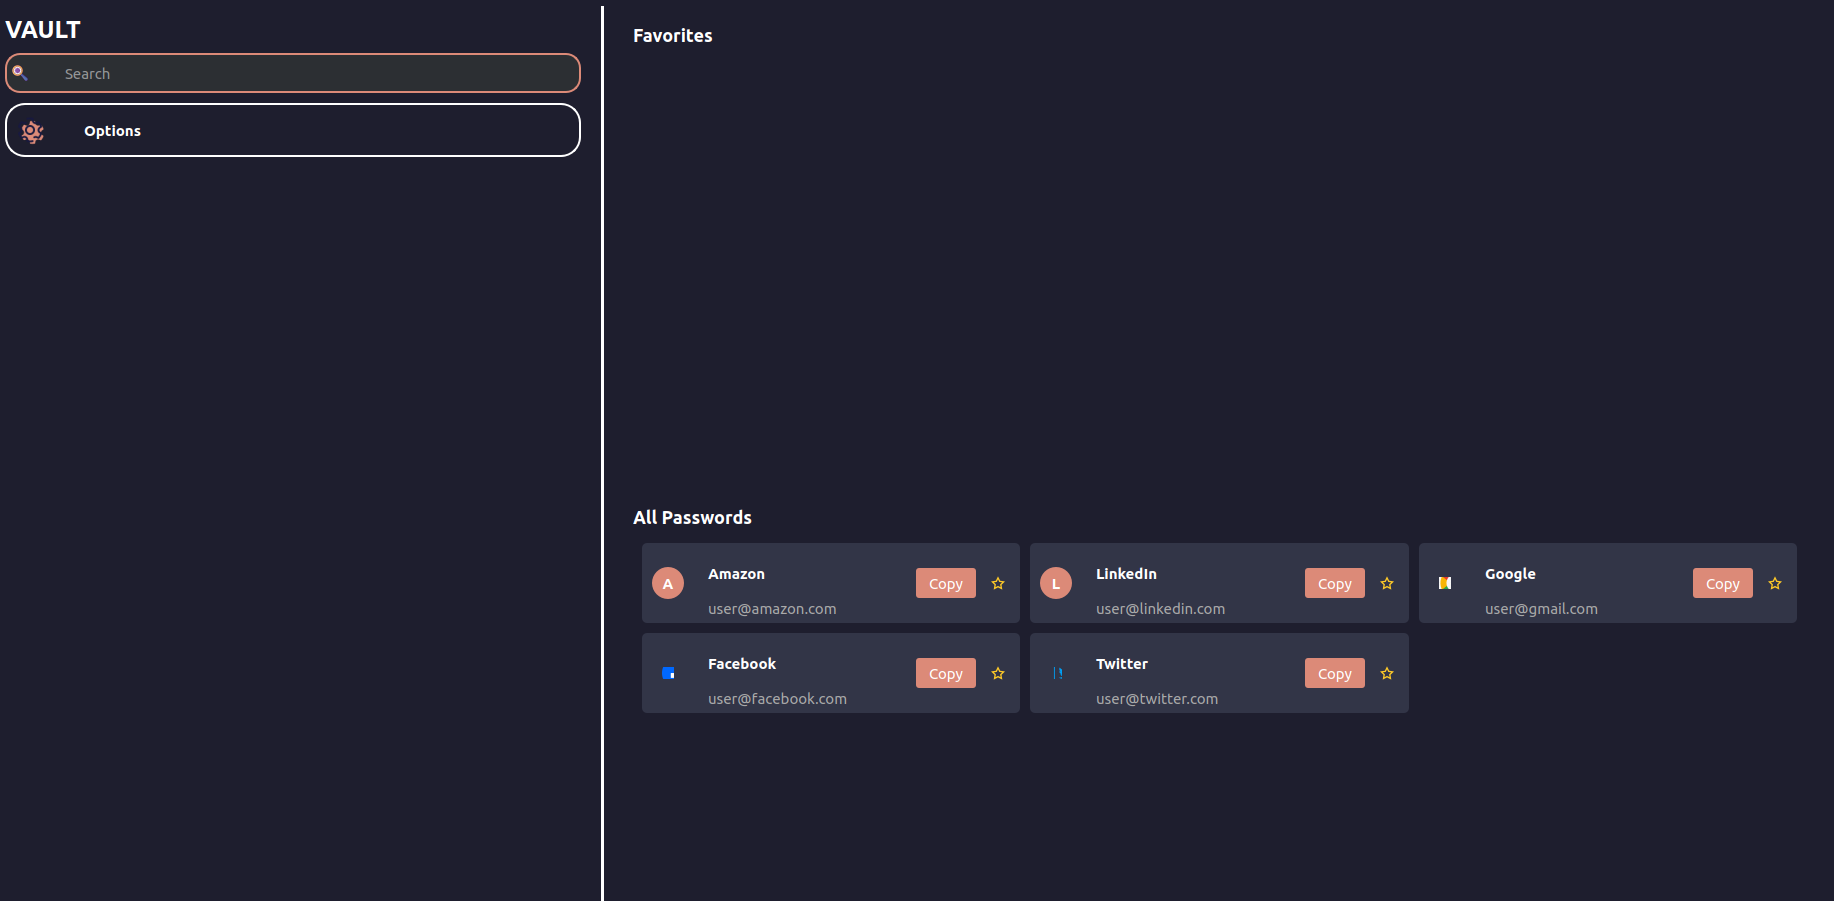 VAULT
Search
Options
Favorites
All Passwords
A
Amazon
user@amazon.com
Copy
L
LinkedIn
user@linkedin.com
Copy
Google
user@gmail.com
Copy
Facebook
user@facebook.com
Copy
Twitter
user@twitter.com
Copy